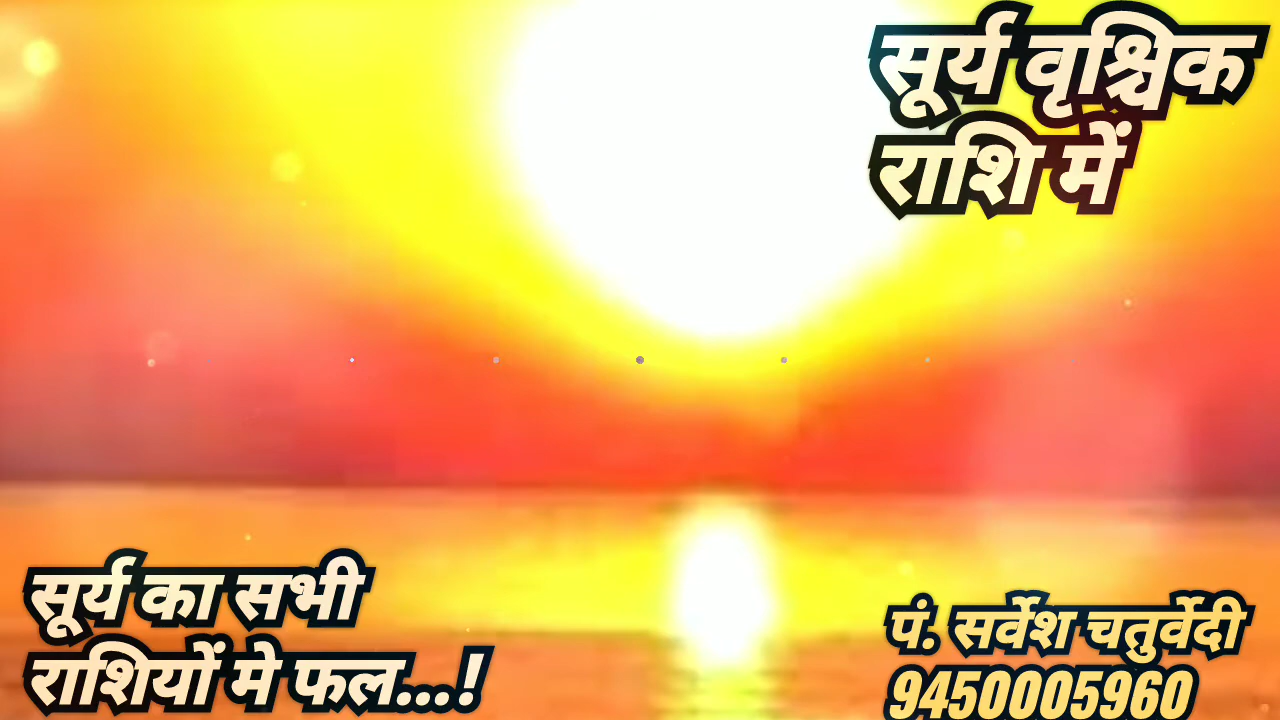 सूर्य वृश्चिक
राशि में
सूर्य का सभी
राशियों मे फल...!
पं. सर्वेश चतुर्वेदी
9450005960